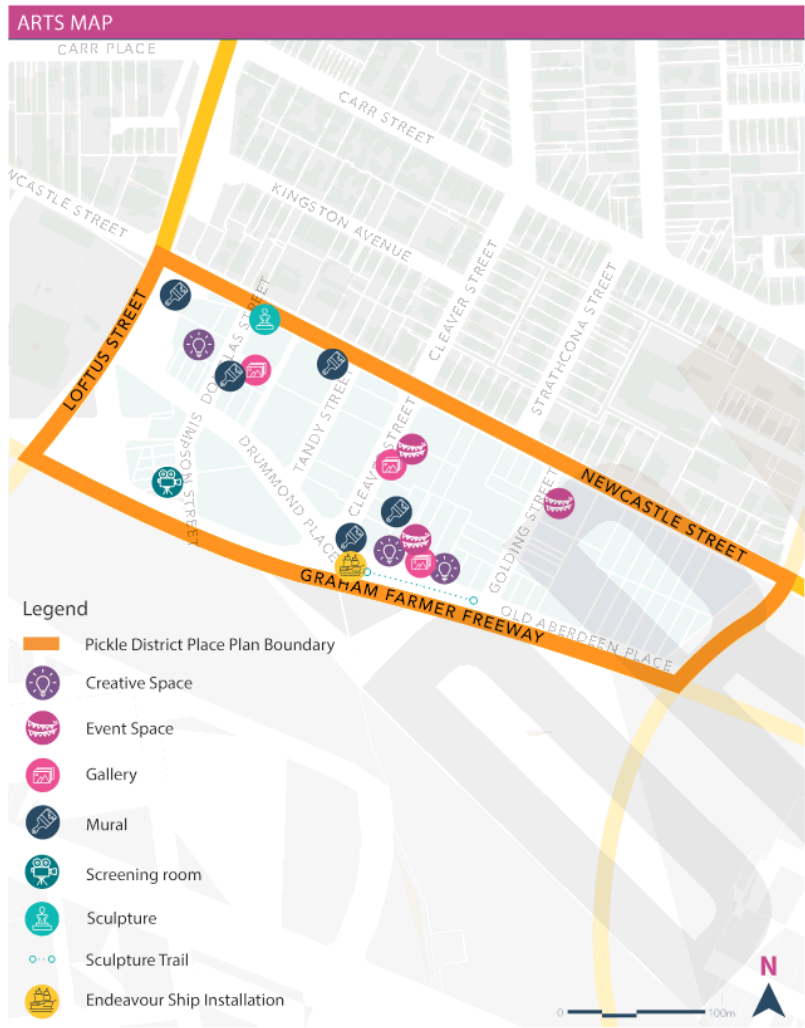 ARTS MAP
CARR PLACE
CARR STREET
WCASTLE STREET
KINGSTON AVENUE
CLEAVER STREET
STRATHCONA STREET
LOFTUS STREET
DOUGLAS STREET
TANDY STREET
SIMPSON STREET
DRUMMOND PLACE
CLEAVER STREET
GOLDING STREET
NEWCASTLE STREET
GRAHAM FARMER FREEWAY
OLD ABERDEEN PLACE
Legend
Pickle District Place Plan Boundary
Creative Space
Event Space
Gallery
Mural
Screening room
Sculpture
Sculpture Trail
Endeavour Ship Installation
N
0 100m